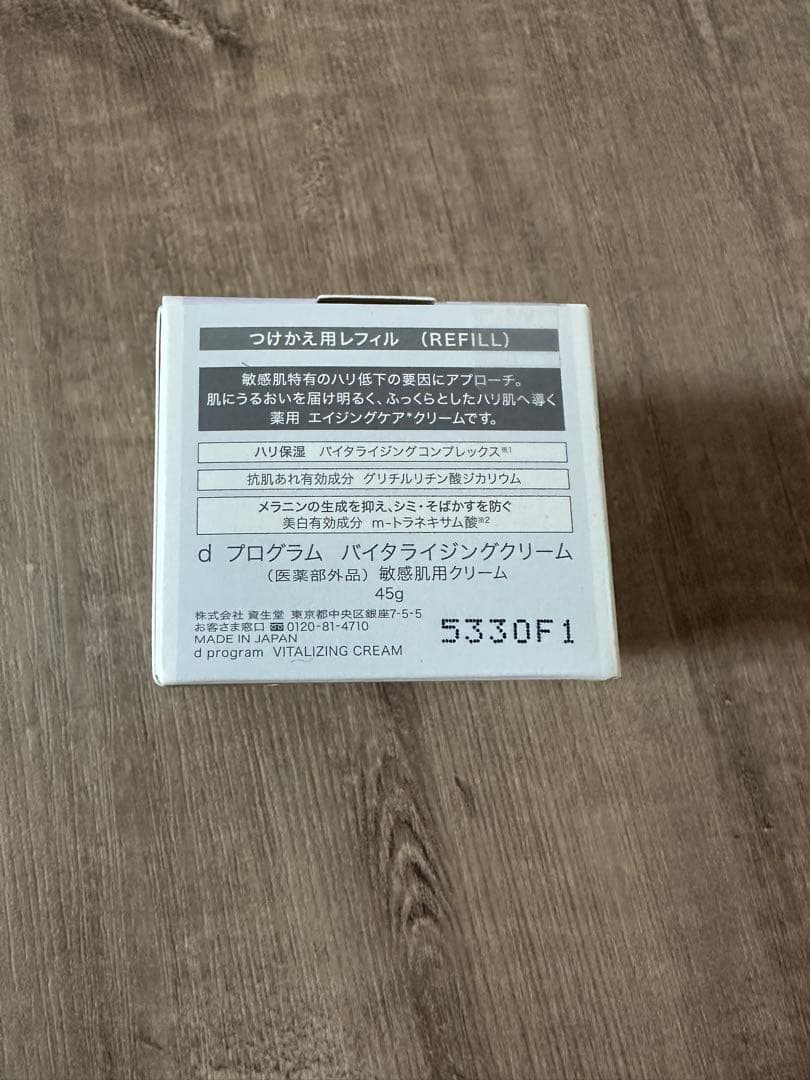 つけかえ用レフィル (REFILL)
敏感肌特有のハリ低下の要因にアプローチ。
肌にうるおいを届け明るく、ふっくらとしたハリ肌へ導く
薬用 エイジングケア*クリームです。
ハリ保湿 バイタライジングコンプレックス※1
抗肌あれ有効成分 グリチルリチン酸ジカリウム
メラニンの生成を抑え、シミ・そばかすを防ぐ
美白有効成分 m-トラネキサム酸※2
d プログラム バイタライジングクリーム
(医薬部外品) 敏感肌用クリーム
45g
株式会社 資生堂 東京都中央区銀座7-5-5
お客さま窓口 0120-81-4710
MADE IN JAPAN
d program VITALIZING CREAM
5330F1